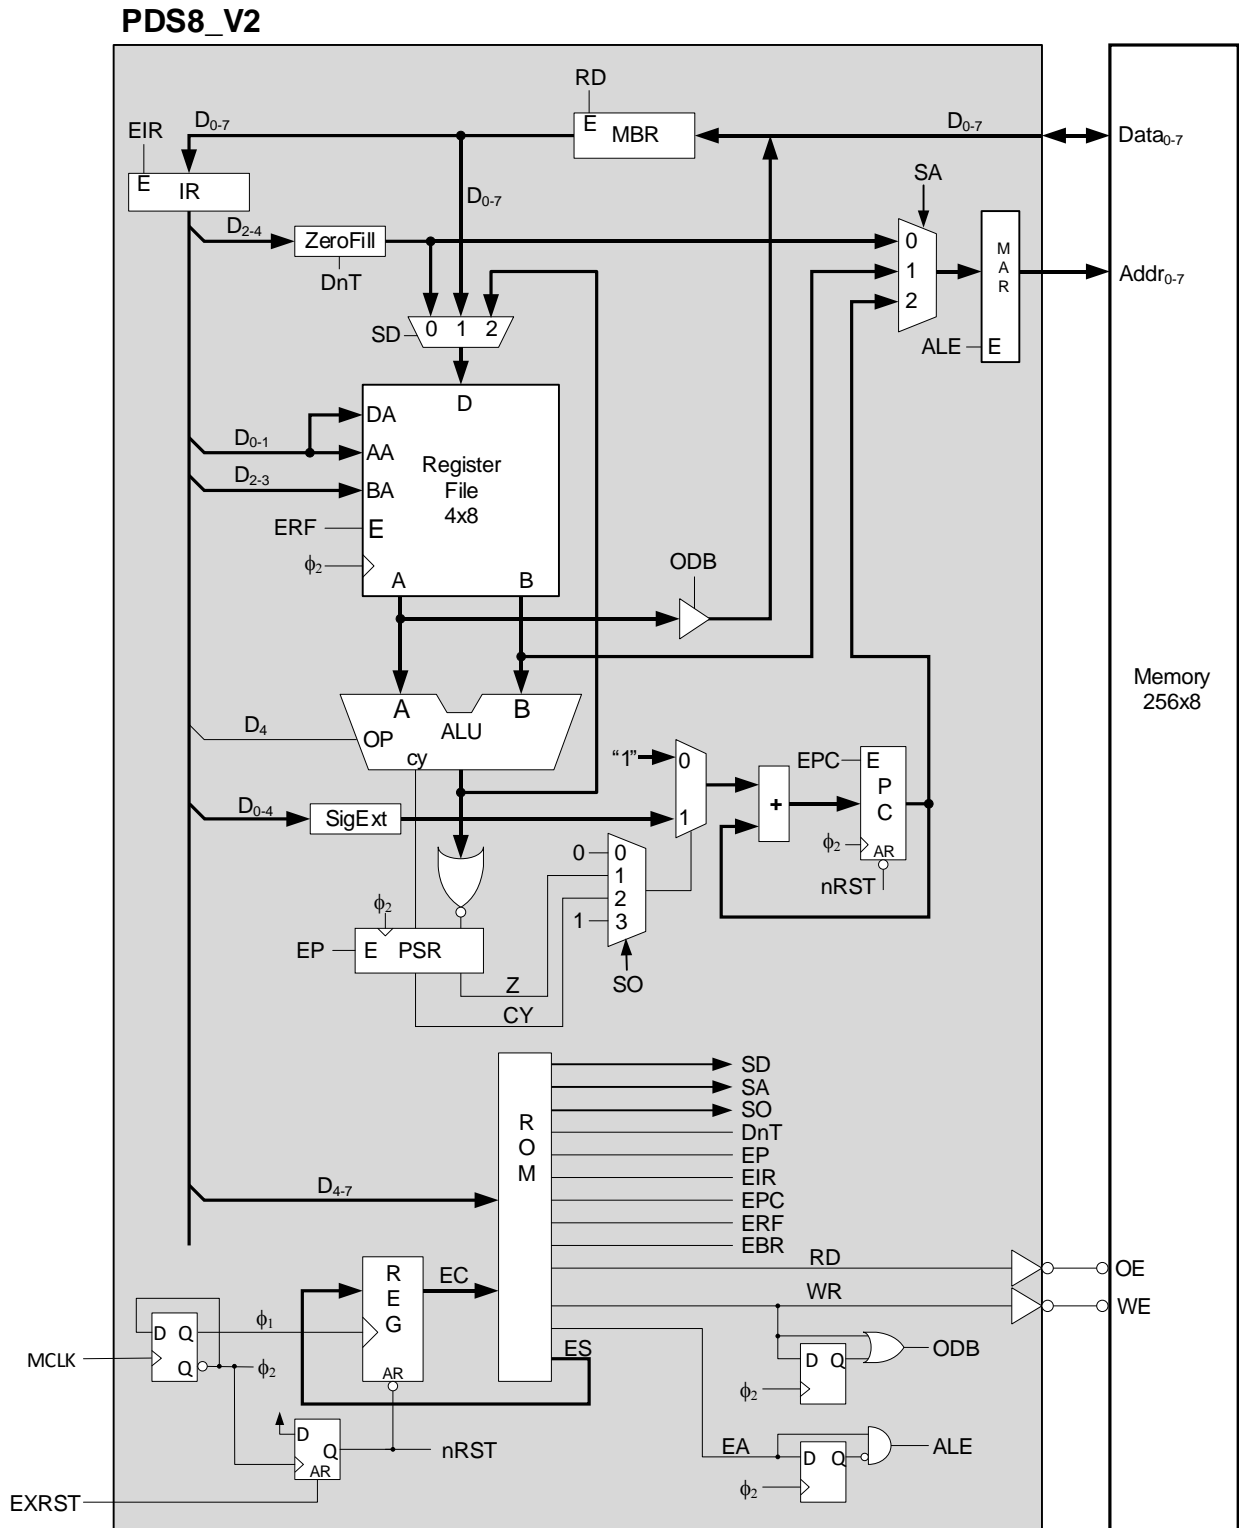 PDS8_V2
RD
EIR
D0-7
E
MBR
D0-7
Data0-7
E
IR
D0-7
SA
D2-4
ZeroFill
DnT
0
1
2
M
A
R
Addr0-7
SD
0 1 2
ALE
E
D
DA
D0-1
AA
Register
File
4x8
D2-3
BA
ERF
E
ϕ2
A
B
ODB
A
B
ALU
D4
OP
cy
Memory
256x8
"1"
0
1
+
EPC
E
P
C
ϕ2
AR
nRST
D0-4
SigExt
0
0
1
2
1
3
SO
ϕ2
EP
E
PSR
Z
CY
R
O
M
SD
SA
SO
DnT
EP
EIR
EPC
ERF
EBR
D4-7
RD
OE
WR
WE
R
E
G
EC
AR
ES
D Q
Q
ϕ1
MCLK
ϕ2
D Q
ODB
ϕ2
D
Q
AR
nRST
EXRST
EA
D Q
ALE
ϕ2